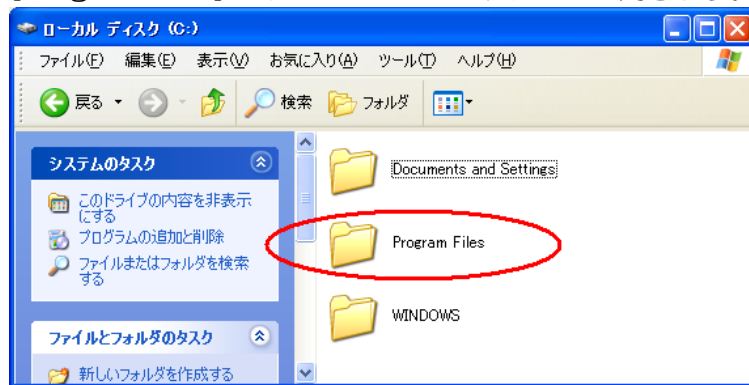 ローカル ディスク (C:)
ファイル(F) 編集(E) 表示(V) お気に入り(A) ツール(T) ヘルプ(H)
戻る 検索 フォルダ
システムのタスク
このドライブの内容を非表示
にする
プログラムの追加と削除
ファイルまたはフォルダを検索
する
ファイルとフォルダのタスク
新しいフォルダを作成する
Documents and Settings
Program Files
WINDOWS